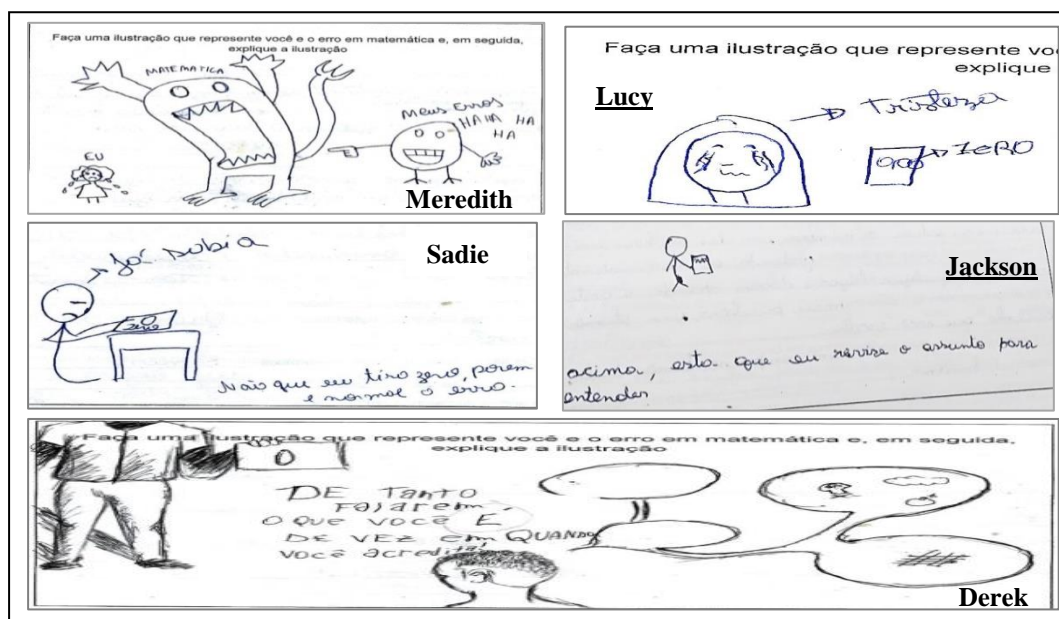 Faça uma ilustração que represente você e o erro em matemática e, em seguida,
explique a ilustração
MATEMATICA
EU
MEUS ERROS
HAHA HA
HA
Meredith
Faça uma ilustração que represente vo
explique
Lucy
Tristeza
ZERO
Já sabia
Sadie
zero
Não que eu tiro zero, porem
e normal o erro.
Jackson
acima, esta que eu revise o assunto para
entender
Faça uma ilustração que represente você e o erro em matemática e, em seguida,
explique a ilustração
0
DE TANTO
FALAREM,
O QUE VOCÊ É
DE VEZ EM QUANDO
VOCÊ acredita
Derek